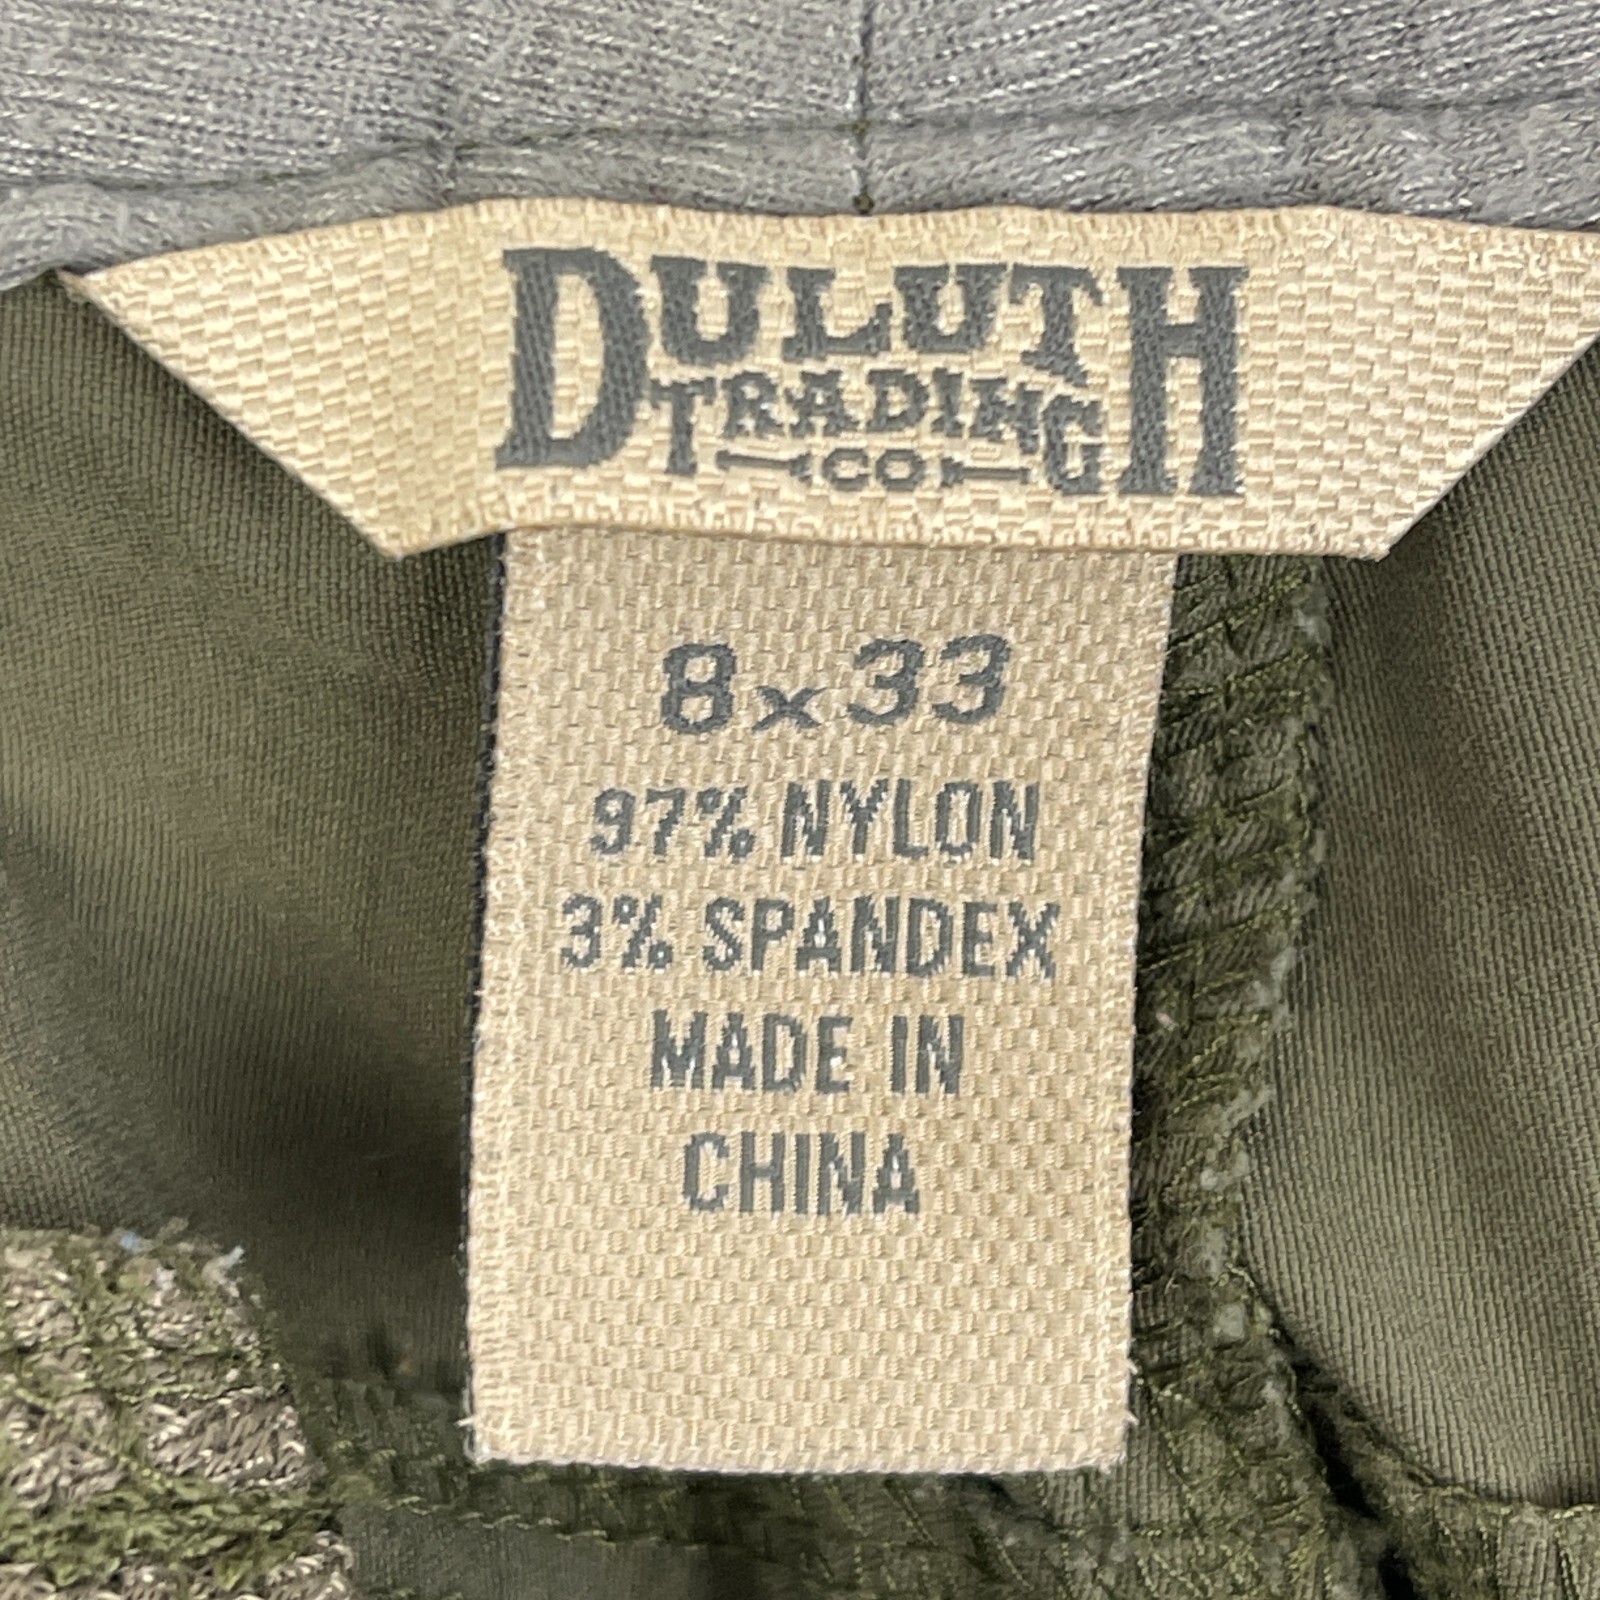 DULUTH
TRADING
CO
8x33
97% NYLON
3% SPANDEX
MADE IN
CHINA